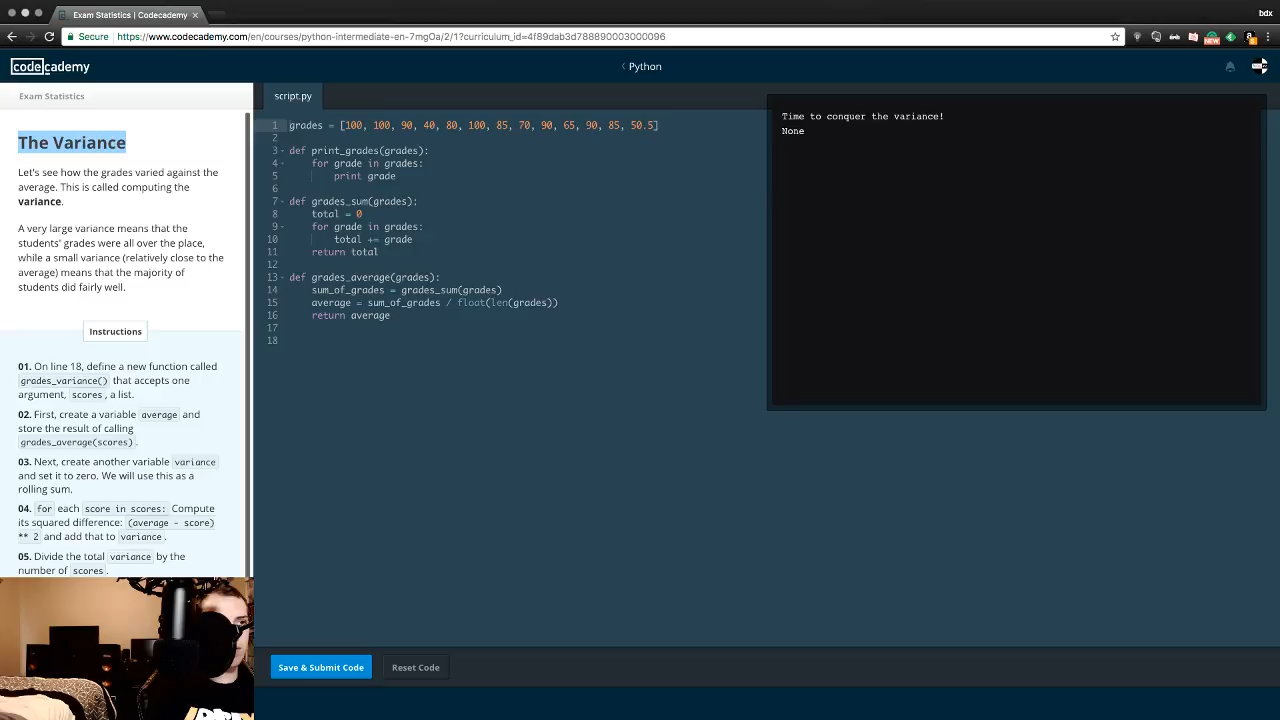 Exam Statistics | Codecademy
bdx
Secure
https://www.codecademy.com/en/courses/python-intermediate-en-7mgOa/2/1?curriculum_id=4f89dab3d788890003000096
NEW
codecademy
Python
Exam Statistics
The Variance
Let's see how the grades varied against the
average. This is called computing the
variance.
A very large variance means that the
students' grades were all over the place,
while a small variance (relatively close to the
average) means that the majority of
students did fairly well.
Instructions
01. On line 18, define a new function called
grades_variance() that accepts one
argument, scores, a list.
02. First, create a variable average and
store the result of calling
grades_average(scores).
03. Next, create another variable variance
and set it to zero. We will use this as a
rolling sum.
04. for each score in scores: Compute
its squared difference: (average - score)
** 2 and add that to variance.
05. Divide the total variance by the
number of scores.
script.py
1 grades = [100, 100, 90, 40, 80, 100, 85, 70, 90, 65, 90, 85, 50.5]
2
3 def print_grades(grades):
4 for grade in grades:
5 print grade
6
7 def grades_sum(grades):
8 total = 0
9 for grade in grades:
10 total += grade
11 return total
12
13 def grades_average(grades):
14 sum_of_grades = grades_sum(grades)
15 average = sum_of_grades / float(len(grades))
16 return average
17
18
Time to conquer the variance!
None
Save & Submit Code
Reset Code